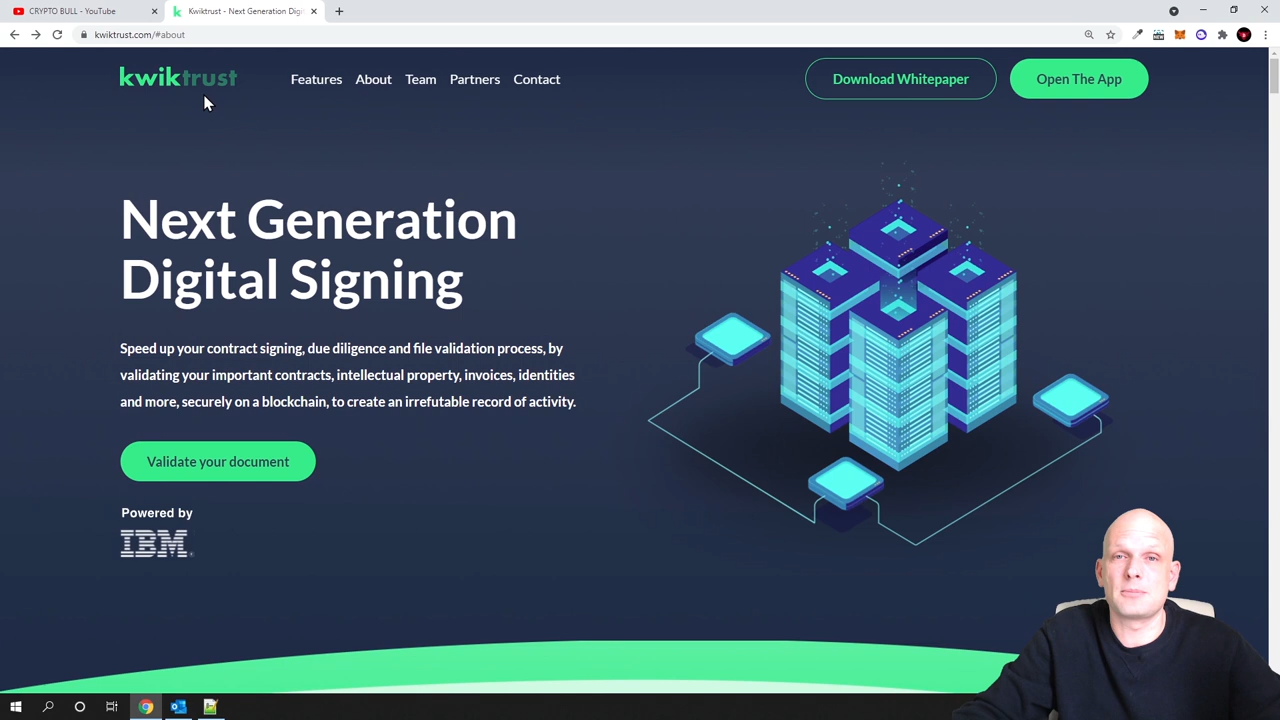 CRYPTO BULL - YouTube
Kwiktrust - Next Generation Digi
kwiktrust.com/#about
kwiktrust
Features
About
Team
Partners
Contact
Download Whitepaper
Open The App
Next Generation
Digital Signing
Speed up your contract signing, due diligence and file validation process, by
validating your important contracts, intellectual property, invoices, identities
and more, securely on a blockchain, to create an irrefutable record of activity.
Validate your document
Powered by
IBM